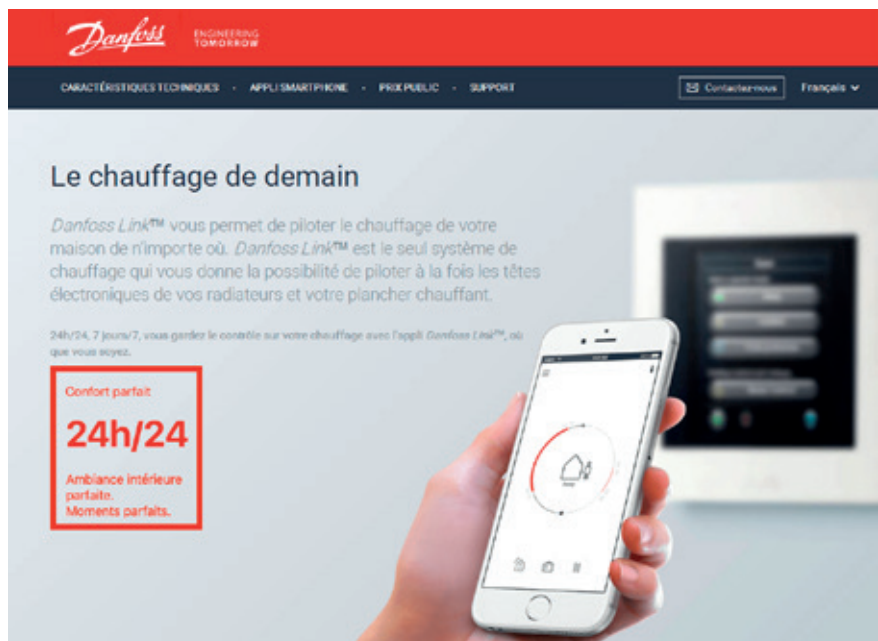 Danfoss
ENGINEERING
TOMORROW
CARACTÉRISTIQUES TECHNIQUES - APPLI SMARTPHONE - PRIX PUBLIC - SUPPORT
Contactez-nous
Français
Le chauffage de demain
Danfoss Link™ vous permet de piloter le chauffage de votre
maison de n'importe où. Danfoss Link™ est le seul système de
chauffage qui vous donne la possibilité de piloter à la fois les têtes
électroniques de vos radiateurs et votre plancher chauffant.
24h/24, 7 jours/7, vous gardez le contrôle sur votre chauffage avec l'appli Danfoss Link™, où
que vous soyez.
Confort parfait
24h/24
Ambiance intérieure
parfaite.
Moments parfaits.